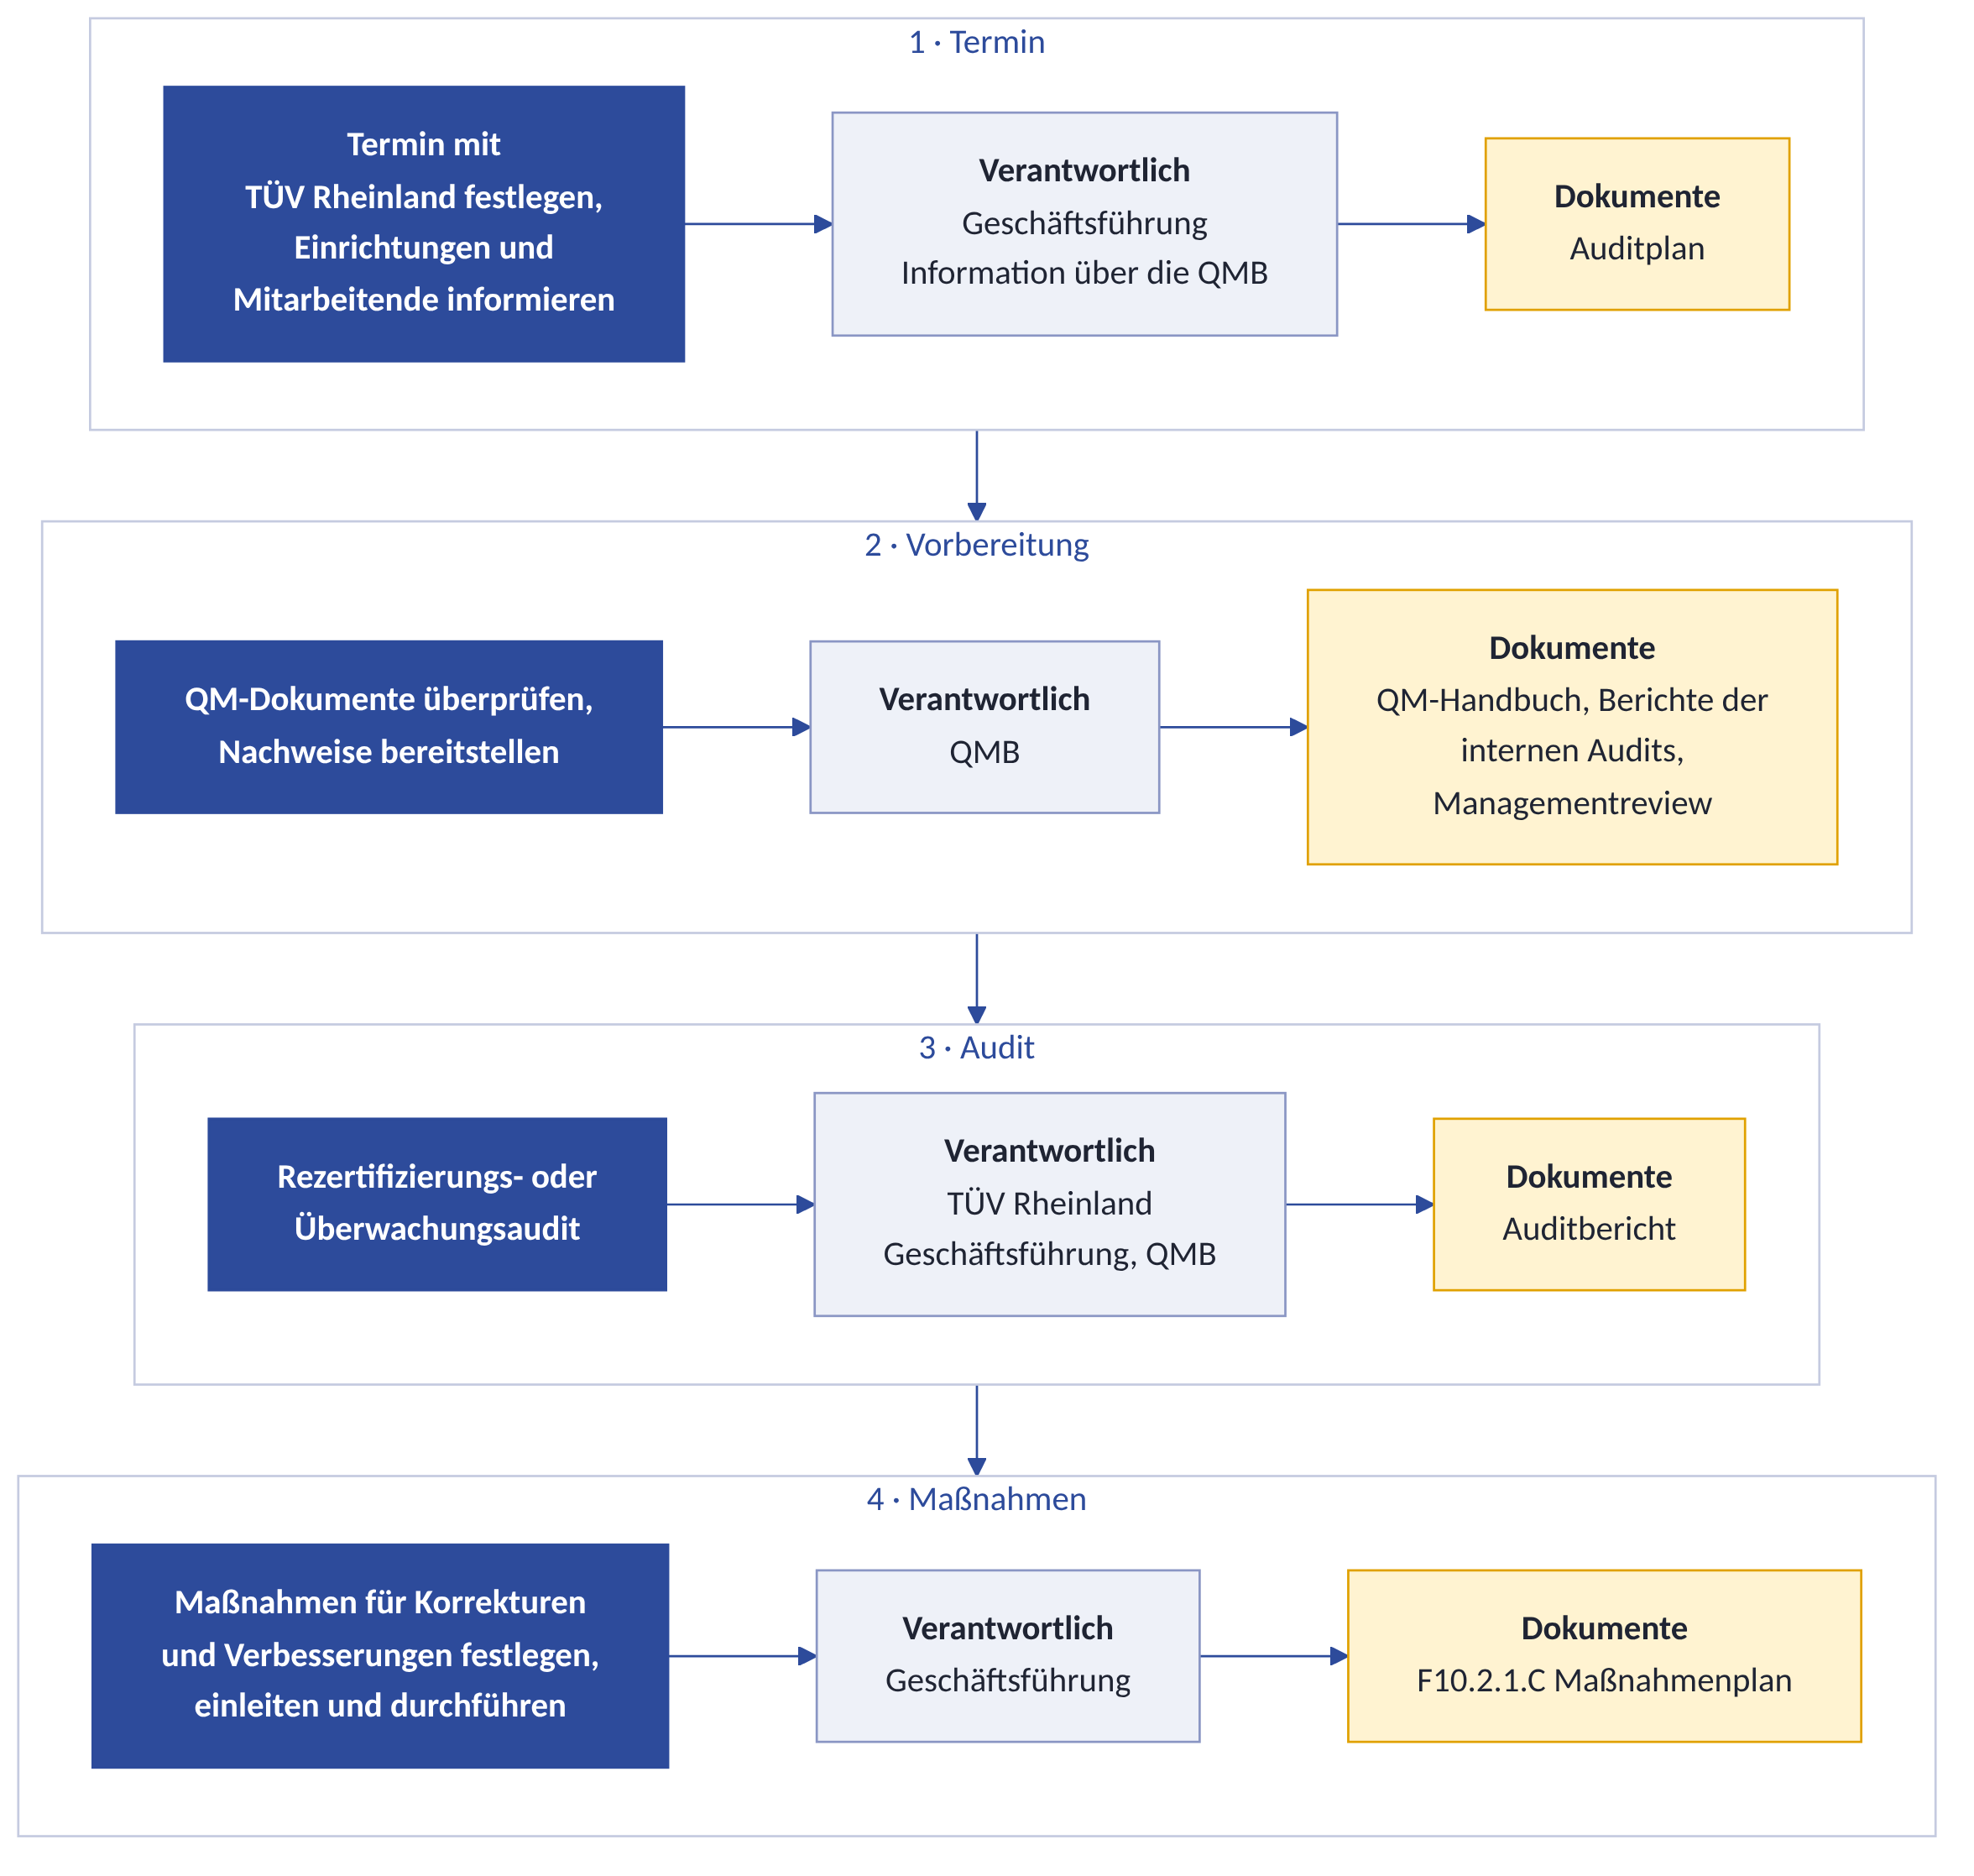 1 · Termin
Termin mit
TÜV Rheinland festlegen,
Einrichtungen und
Mitarbeitende informieren
Verantwortlich
Geschäftsführung
Information über die QMB
Dokumente
Auditplan
2 · Vorbereitung
QM-Dokumente überprüfen,
Nachweise bereitstellen
Verantwortlich
QMB
Dokumente
QM-Handbuch, Berichte der
internen Audits,
Managementreview
3 · Audit
Rezertifizierungs- oder
Überwachungsaudit
Verantwortlich
TÜV Rheinland
Geschäftsführung, QMB
Dokumente
Auditbericht
4 · Maßnahmen
Maßnahmen für Korrekturen
und Verbesserungen festlegen,
einleiten und durchführen
Verantwortlich
Geschäftsführung
Dokumente
F10.2.1.C Maßnahmenplan